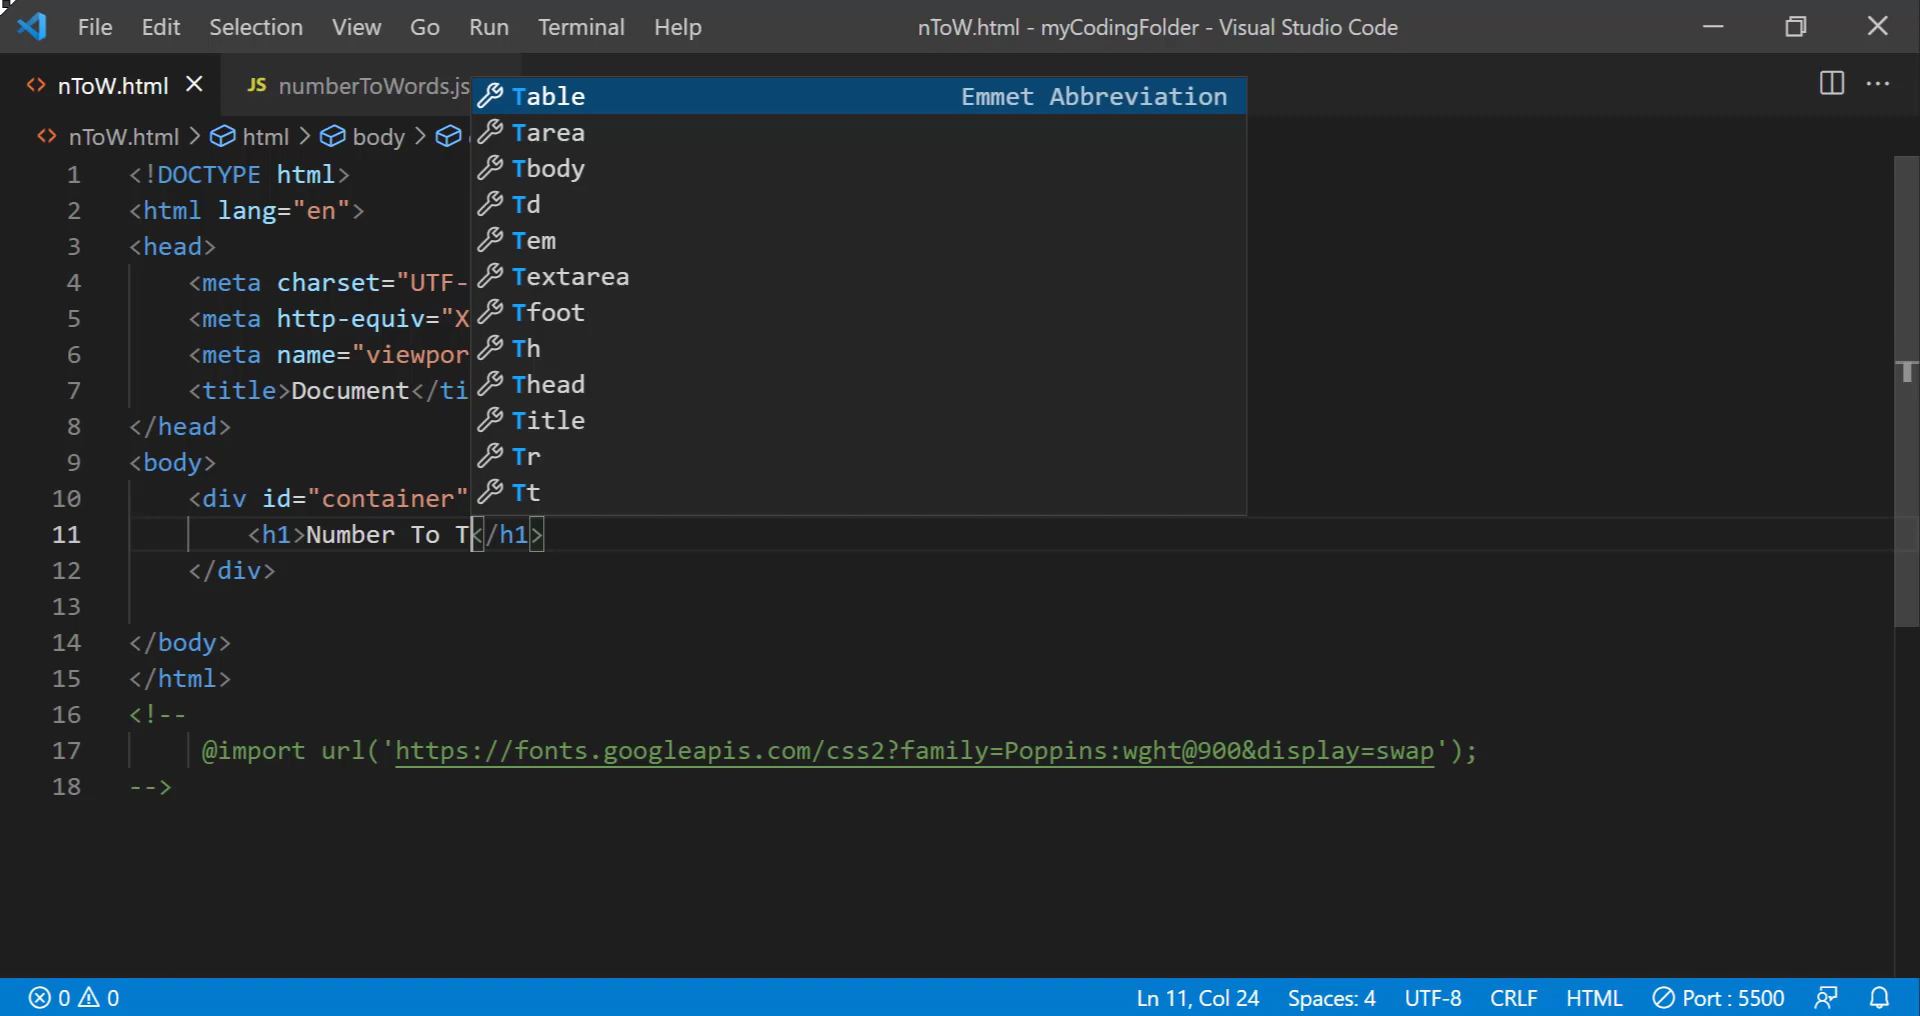 File Edit Selection View Go Run Terminal Help nToW.html - myCodingFolder - Visual Studio Code
nToW.html JS numberToWords.js
nToW.html > html > body >
Table Emmet Abbreviation
Tarea
Tbody
Td
Tem
Textarea
Tfoot
Th
Thead
Title
Tr
Tt
1 <!DOCTYPE html>
2 <html lang="en">
3 <head>
4 <meta charset="UTF-
5 <meta http-equiv="X
6 <meta name="viewpor
7 <title>Document</ti
8 </head>
9 <body>
10 <div id="container"
11 <h1>Number To T</h1>
12 </div>
13
14 </body>
15 </html>
16 <!--
17 @import url('https://fonts.googleapis.com/css2?family=Poppins:wght@900&display=swap');
18 -->
0 0 Ln 11, Col 24 Spaces: 4 UTF-8 CRLF HTML Port : 5500